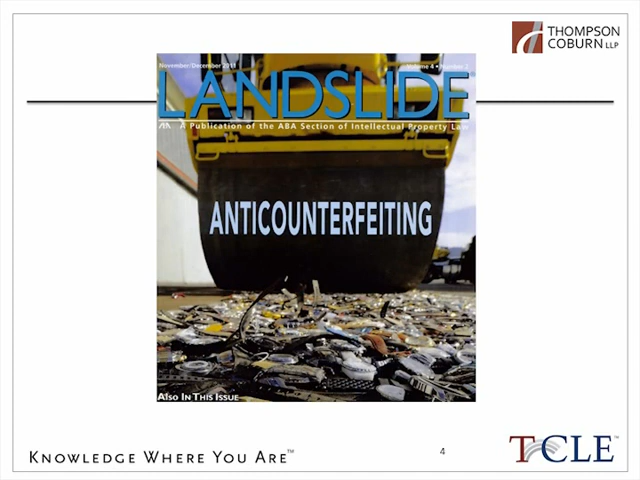 THOMPSON
COBURN LLP
November/December 2011 Volume 4 • Number 2
LANDSLIDE
A Publication of the ABA Section of Intellectual Property Law
ANTICOUNTERFEITING
ALSO IN THIS ISSUE
KNOWLEDGE WHERE YOU ARE™
4
TCLE™